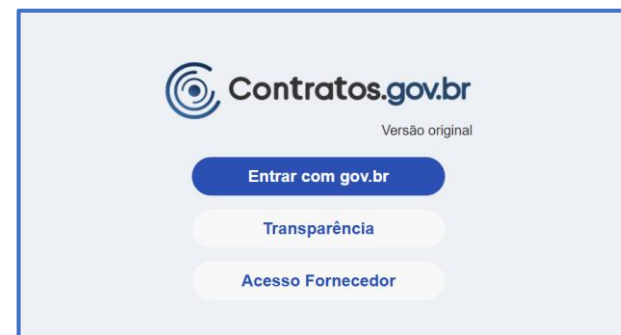 Contratos.gov.br
Versão original
Entrar com gov.br
Transparência
Acesso Fornecedor